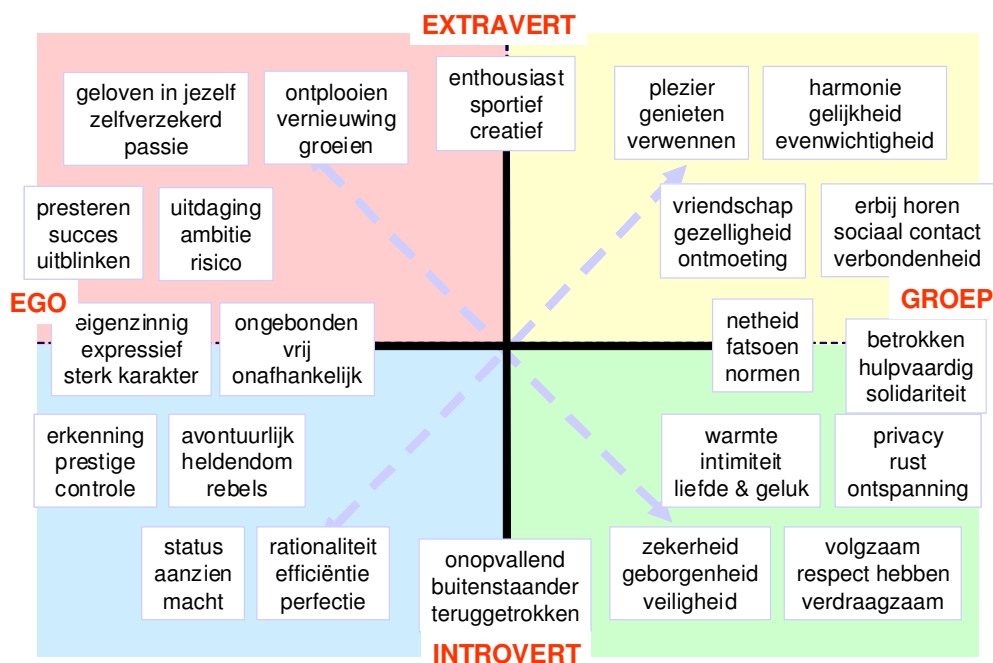 EXTRAVERT
geloven in jezelf
zelfverzekerd
passie
ontplooien
vernieuwing
groeien
enthousiast
sportief
creatief
plezier
genieten
verwennen
harmonie
gelijkheid
evenwichtigheid
presteren
succes
uitblinken
uitdaging
ambitie
risico
vriendschap
gezelligheid
ontmoeting
erbij horen
sociaal contact
verbondenheid
EGO
GROEP
eigenzinnig
expressief
sterk karakter
ongebonden
vrij
onafhankelijk
netheid
fatsoen
normen
betrokken
hulpvaardig
solidariteit
erkenning
prestige
controle
avontuurlijk
heldendom
rebels
warmte
intimiteit
liefde & geluk
privacy
rust
ontspanning
status
aanzien
macht
rationaliteit
efficiëntie
perfectie
onopvallend
buitenstaander
teruggetrokken
zekerheid
geborgenheid
veiligheid
volgzaam
respect hebben
verdraagzaam
INTROVERT